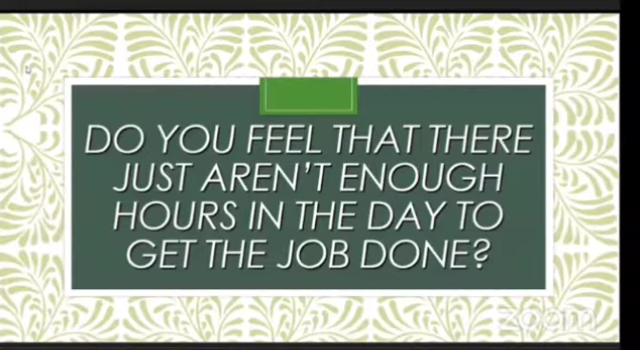 DO YOU FEEL THAT THERE
JUST AREN'T ENOUGH
HOURS IN THE DAY TO
GET THE JOB DONE?
zoom